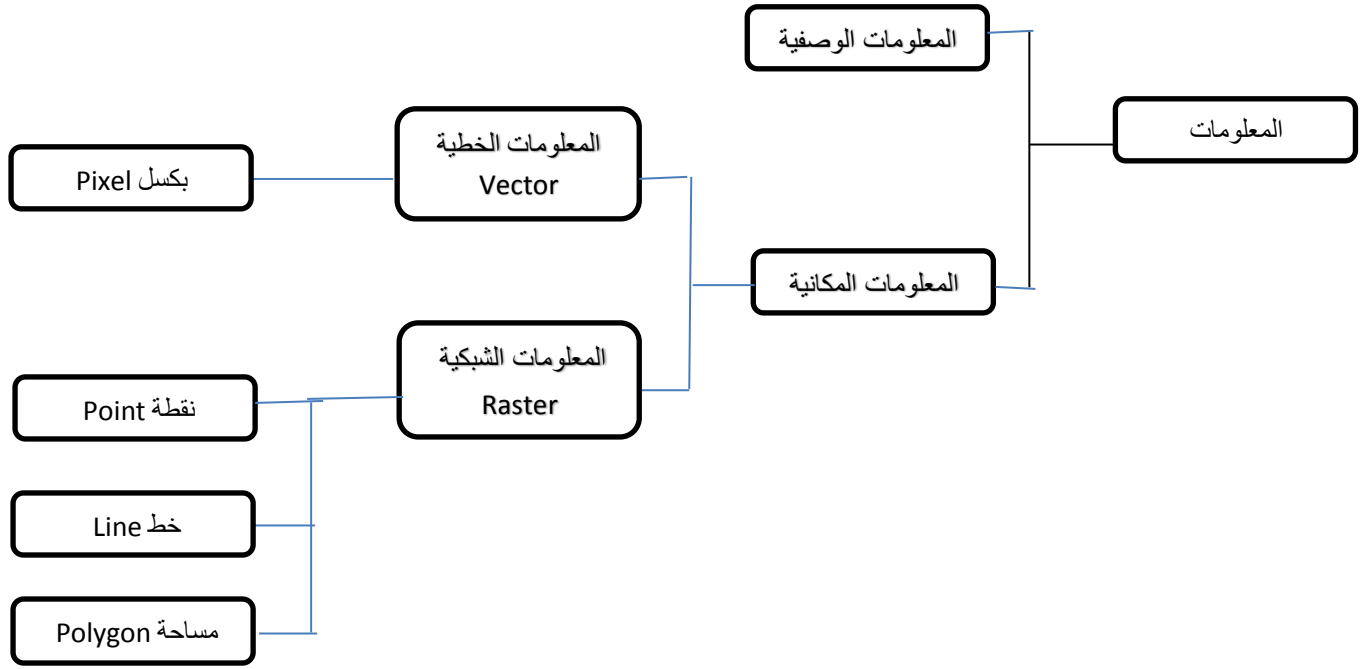 المعلومات الوصفية
المعلومات
المعلومات الخطية
Vector
بكسل Pixel
المعلومات المكانية
المعلومات الشبكية
Raster
نقطة Point
خط Line
مساحة Polygon